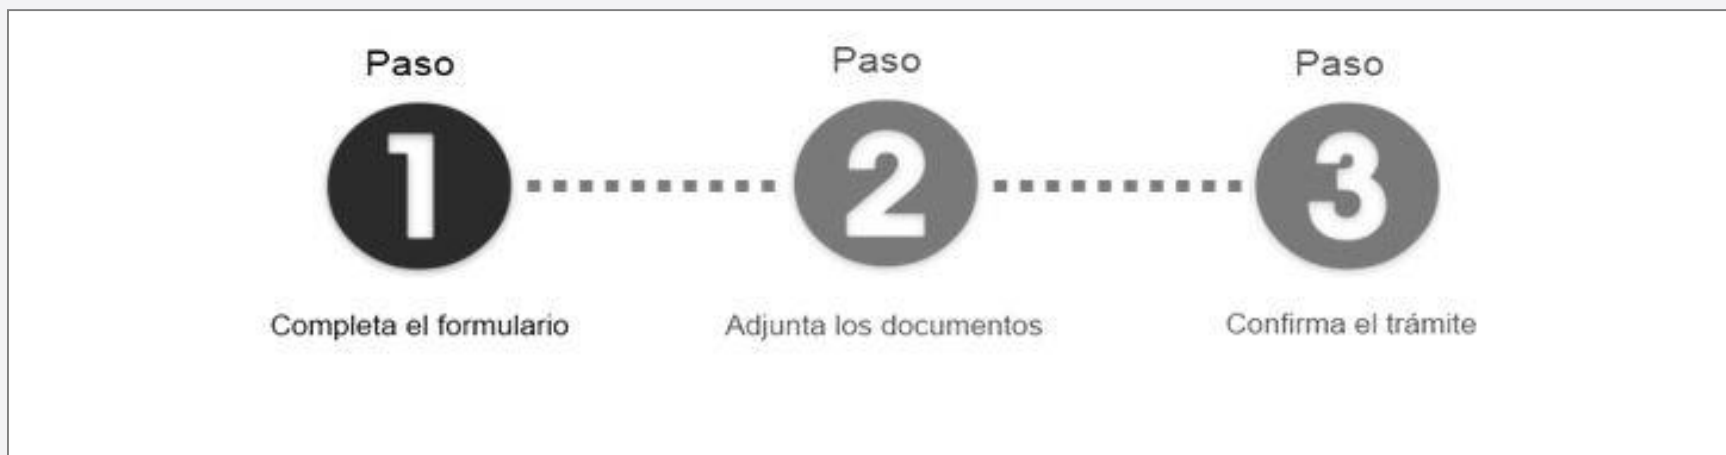 Paso
Paso
Paso
1
2
3
Completa el formulario
Adjunta los documentos
Confirma el trámite